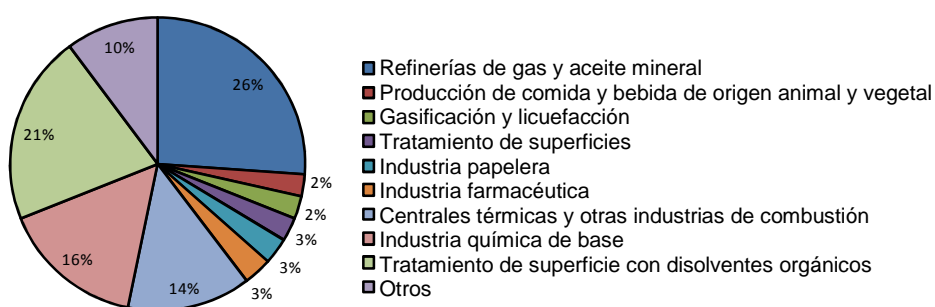 10%
26%
21%
2%
2%
3%
3%
3%
14%
16%
Refinerías de gas y aceite mineral
Producción de comida y bebida de origen animal y vegetal
Gasificación y licuefacción
Tratamiento de superficies
Industria papelera
Industria farmacéutica
Centrales térmicas y otras industrias de combustión
Industria química de base
Tratamiento de superficie con disolventes orgánicos
Otros